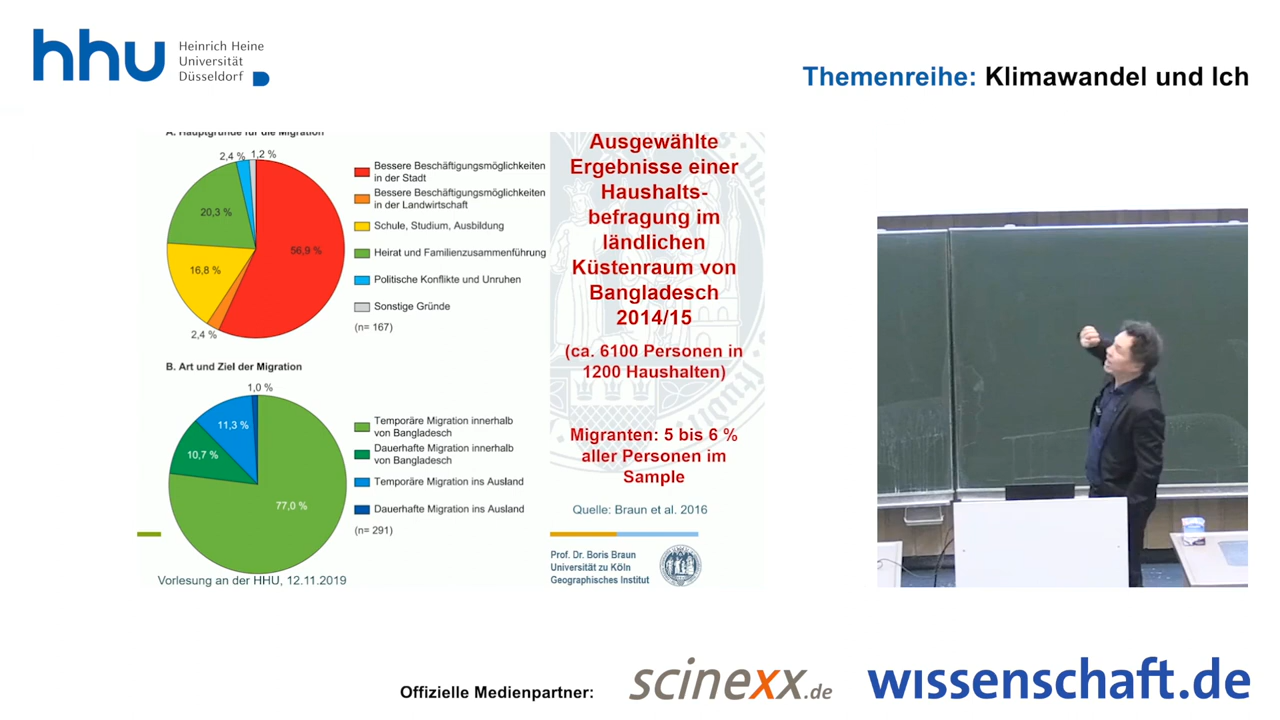 hhu
Heinrich Heine
Universität
Düsseldorf
Themenreihe: Klimawandel und Ich
A. Hauptgründe für die Migration
2,4 %
1,2 %
20,3 %
56,9 %
16,8 %
2,4 %
Bessere Beschäftigungsmöglichkeiten
in der Stadt
Bessere Beschäftigungsmöglichkeiten
in der Landwirtschaft
Schule, Studium, Ausbildung
Heirat und Familienzusammenführung
Politische Konflikte und Unruhen
Sonstige Gründe
(n= 167)
B. Art und Ziel der Migration
1,0 %
11,3 %
10,7 %
77,0 %
Temporäre Migration innerhalb
von Bangladesch
Dauerhafte Migration innerhalb
von Bangladesch
Temporäre Migration ins Ausland
Dauerhafte Migration ins Ausland
(n= 291)
Vorlesung an der HHU, 12.11.2019
Ausgewählte
Ergebnisse einer
Haushalts-
befragung im
ländlichen
Küstenraum von
Bangladesch
2014/15
(ca. 6100 Personen in
1200 Haushalten)
Migranten: 5 bis 6 %
aller Personen im
Sample
Quelle: Braun et al. 2016
Prof. Dr. Boris Braun
Universität zu Köln
Geographisches Institut
Offizielle Medienpartner:
scinexx.de
wissenschaft.de